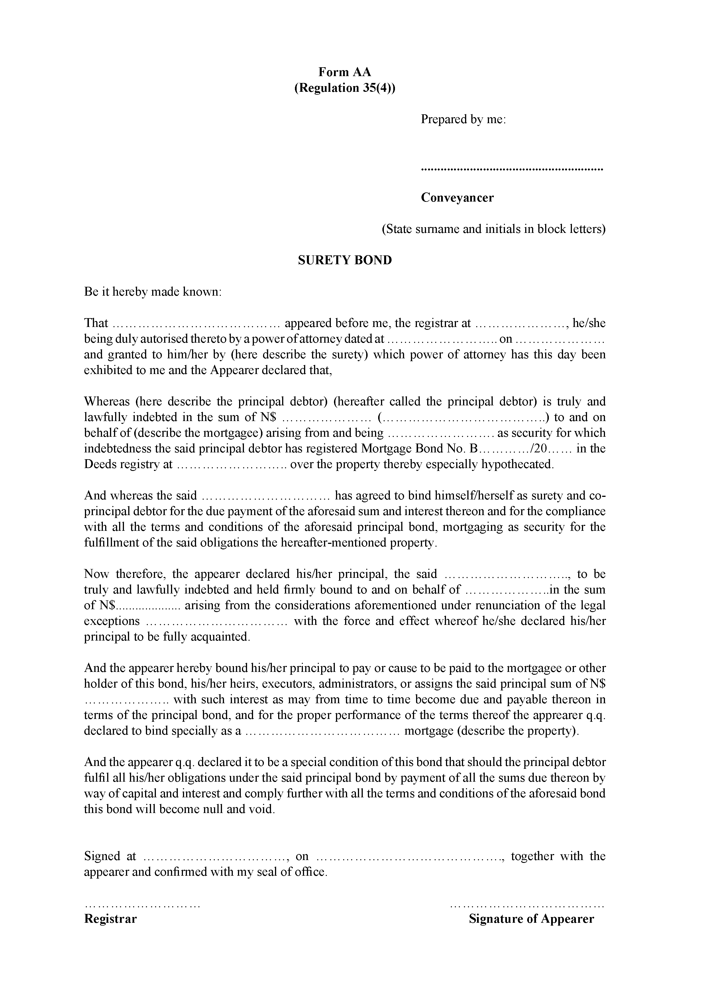 Form AA
(Regulation 35(4))
Prepared by me:
........................................................
Conveyancer
(State surname and initials in block letters)
SURETY BOND
Be it hereby made known:
That ………………………………… appeared before me, the registrar at …………………, he/she
being duly autorised thereto by a power of attorney dated at …………………….. on …………………
and granted to him/her by (here describe the surety) which power of attorney has this day been
exhibited to me and the Appearer declared that,
Whereas (here describe the principal debtor) (hereafter called the principal debtor) is truly and
lawfully indebted in the sum of N$ ………………… (………………………………..) to and on
behalf of (describe the mortgagee) arising from and being ……………………. as security for which
indebtedness the said principal debtor has registered Mortgage Bond No. B…………/20…… in the
Deeds registry at …………………….. over the property thereby especially hypothecated.
And whereas the said ………………………… has agreed to bind himself/herself as surety and co-
principal debtor for the due payment of the aforesaid sum and interest thereon and for the compliance
with all the terms and conditions of the aforesaid principal bond, mortgaging as security for the
fulfillment of the said obligations the hereafter-mentioned property.
Now therefore, the appearer declared his/her principal, the said ……………………….., to be
truly and lawfully indebted and held firmly bound to and on behalf of ………………..in the sum
of N$.................... arising from the considerations aforementioned under renunciation of the legal
exceptions …………………………… with the force and effect whereof he/she declared his/her
principal to be fully acquainted.
And the appearer hereby bound his/her principal to pay or cause to be paid to the mortgagee or other
holder of this bond, his/her heirs, executors, administrators, or assigns the said principal sum of N$
……………….. with such interest as may from time to time become due and payable thereon in
terms of the principal bond, and for the proper performance of the terms thereof the apprearer q.q.
declared to bind specially as a ……………………………… mortgage (describe the property).
And the appearer q.q. declared it to be a special condition of this bond that should the principal debtor
fulfil all his/her obligations under the said principal bond by payment of all the sums due thereon by
way of capital and interest and comply further with all the terms and conditions of the aforesaid bond
this bond will become null and void.
Signed at ……………………………, on ……………………………………., together with the
appearer and confirmed with my seal of office.
……………………… ………………………………
Registrar Signature of Appearer